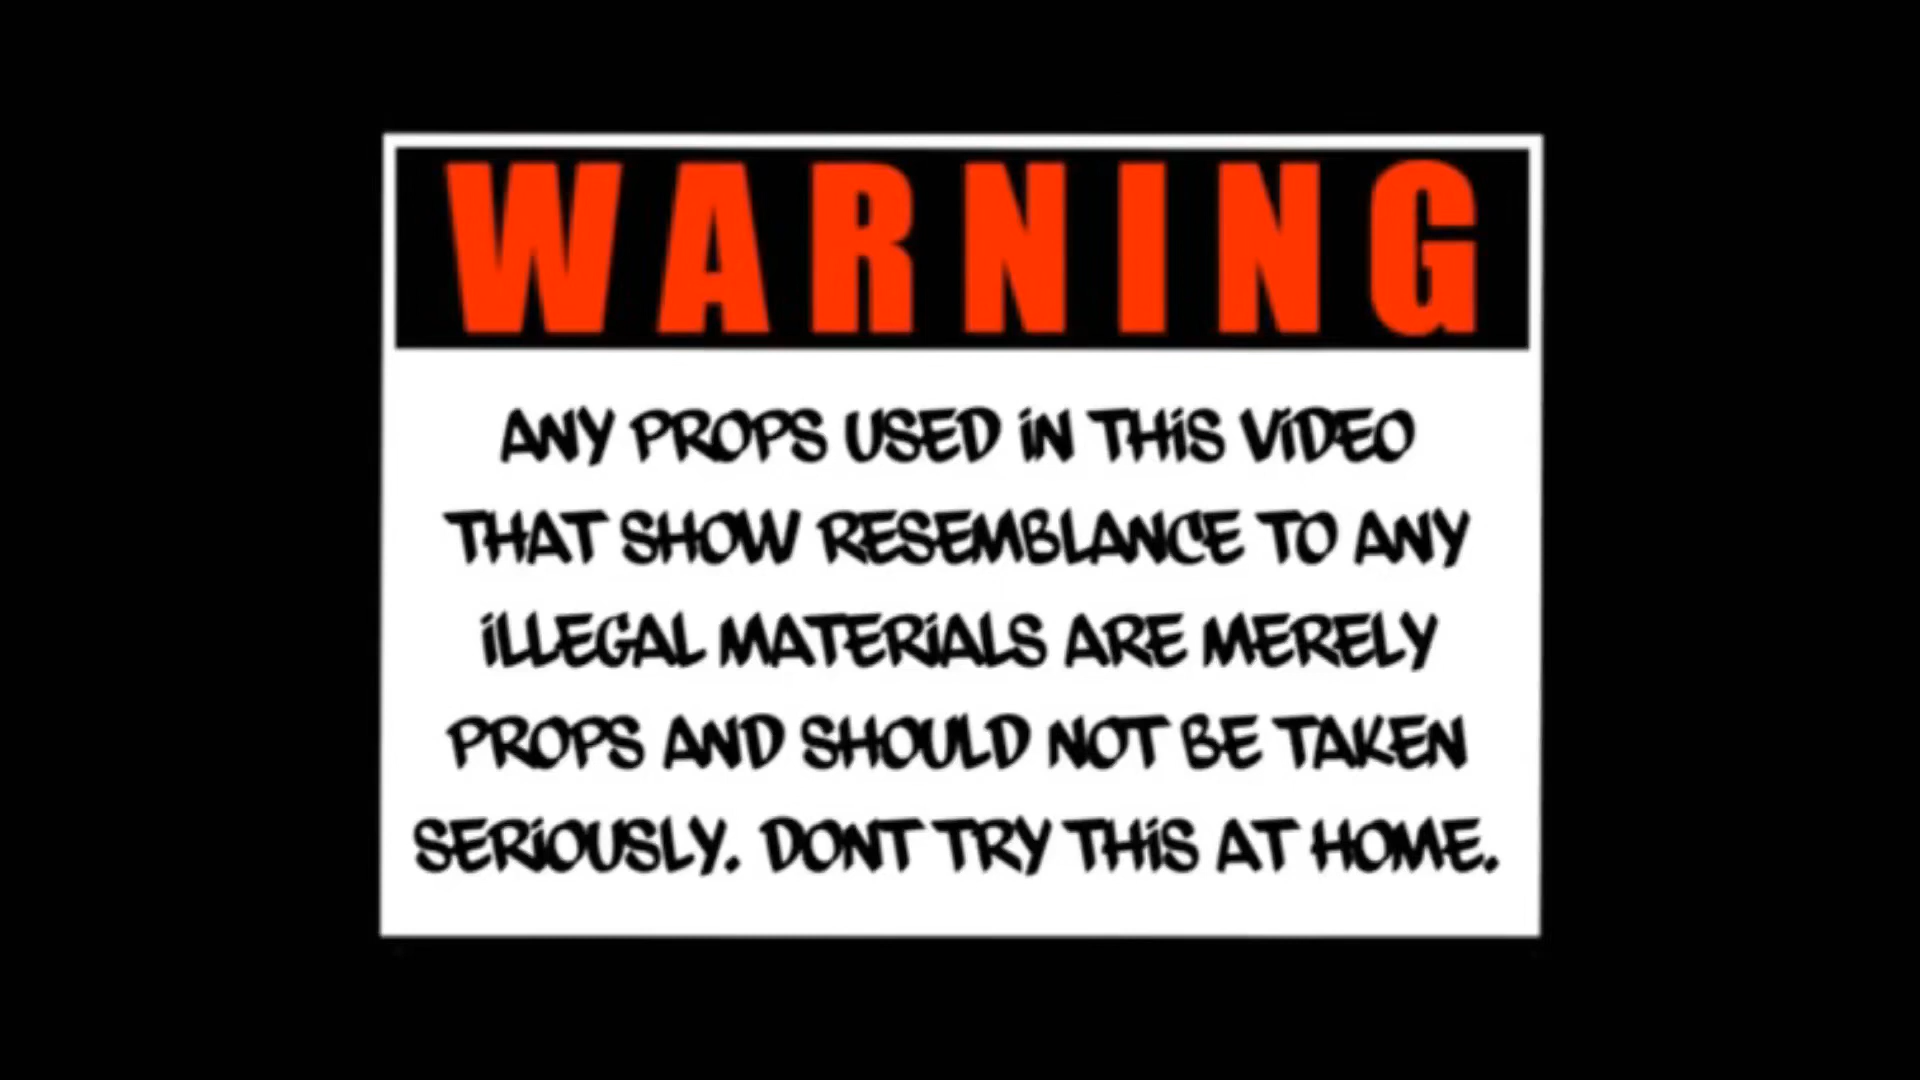 WARNING
ANY PROPS USED iN THiS ViDEO
THAT SHOW RESEMBLANCE TO ANY
iLLEGAL MATERiALS ARE MERELY
PROPS AND SHOULD NOT BE TAKEN
SERiOUSLY. DONT TRY THiS AT HOME.